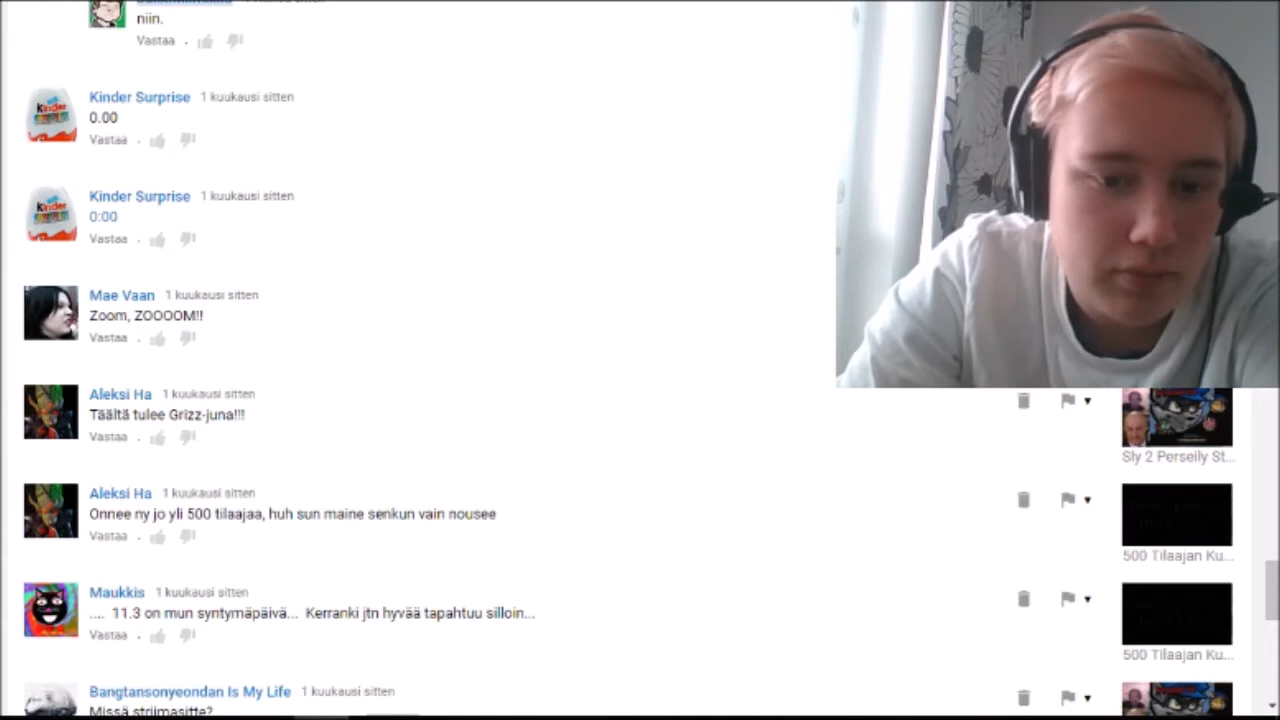 niin.
Vastaa .
Kinder Surprise 1 kuukausi sitten
0.00
Vastaa .
Kinder Surprise 1 kuukausi sitten
0:00
Vastaa .
Mae Vaan 1 kuukausi sitten
Zoom, ZOOOOM!!
Vastaa .
Aleksi Ha 1 kuukausi sitten
Täältä tulee Grizz-juna!!!
Vastaa .
Sly 2 Perseily St...
Aleksi Ha 1 kuukausi sitten
Onnee ny jo yli 500 tilaajaa, huh sun maine senkun vain nousee
Vastaa .
500 Tilaajan Ku...
Maukkis 1 kuukausi sitten
.... 11.3 on mun syntymäpäivä... Kerranki jtn hyvää tapahtuu silloin...
Vastaa .
500 Tilaajan Ku...
Bangtansonyeondan Is My Life 1 kuukausi sitten
Missä striimasitte?